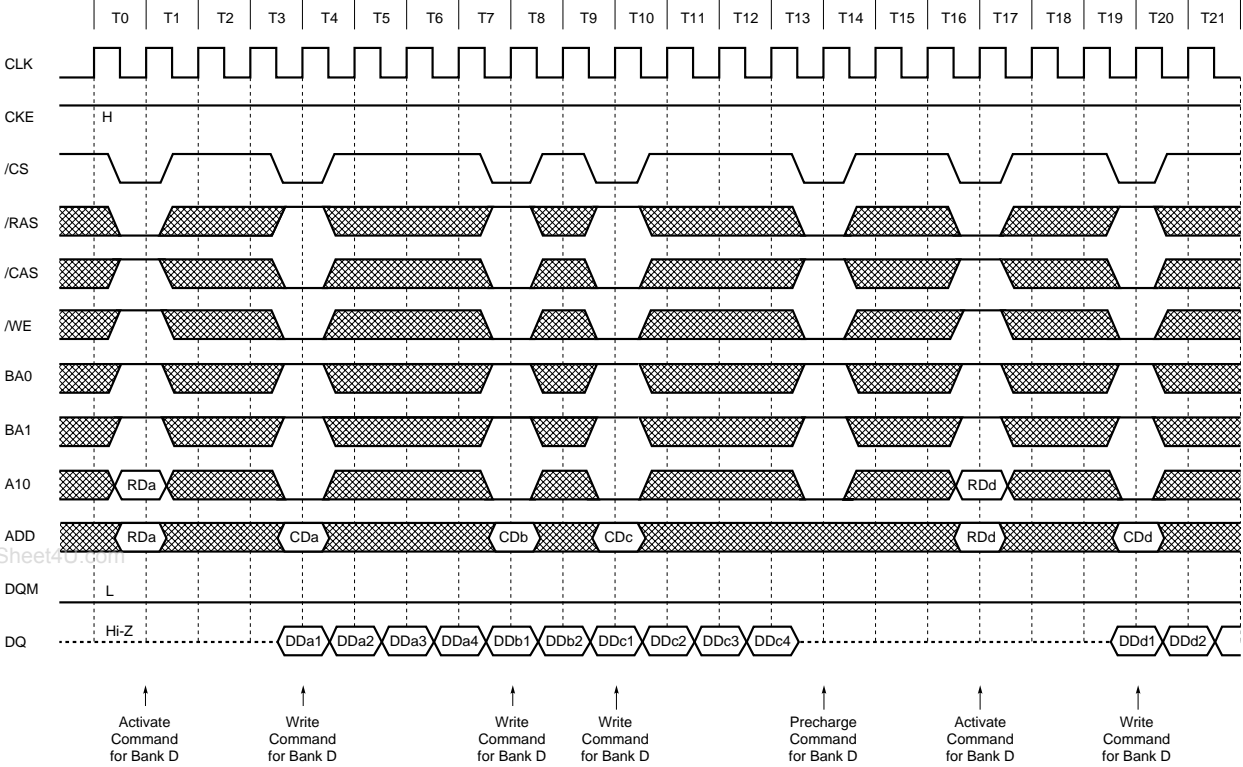 T0 T1 T2 T3 T4 T5 T6 T7 T8 T9 T10 T11 T12 T13 T14 T15 T16 T17 T18 T19 T20 T21
CLK
CKE H
/CS
/RAS
/CAS
/WE
BA0
BA1
A10 RDa RDd
ADD RDa CDa CDb CDc RDd CDd
Sheet4U.com
DQM L
DQ Hi-Z DDa1 DDa2 DDa3 DDa4 DDb1 DDb2 DDc1 DDc2 DDc3 DDc4 DDd1 DDd2
Activate Command for Bank D
Write Command for Bank D
Write Command for Bank D
Write Command for Bank D
Precharge Command for Bank D
Activate Command for Bank D
Write Command for Bank D